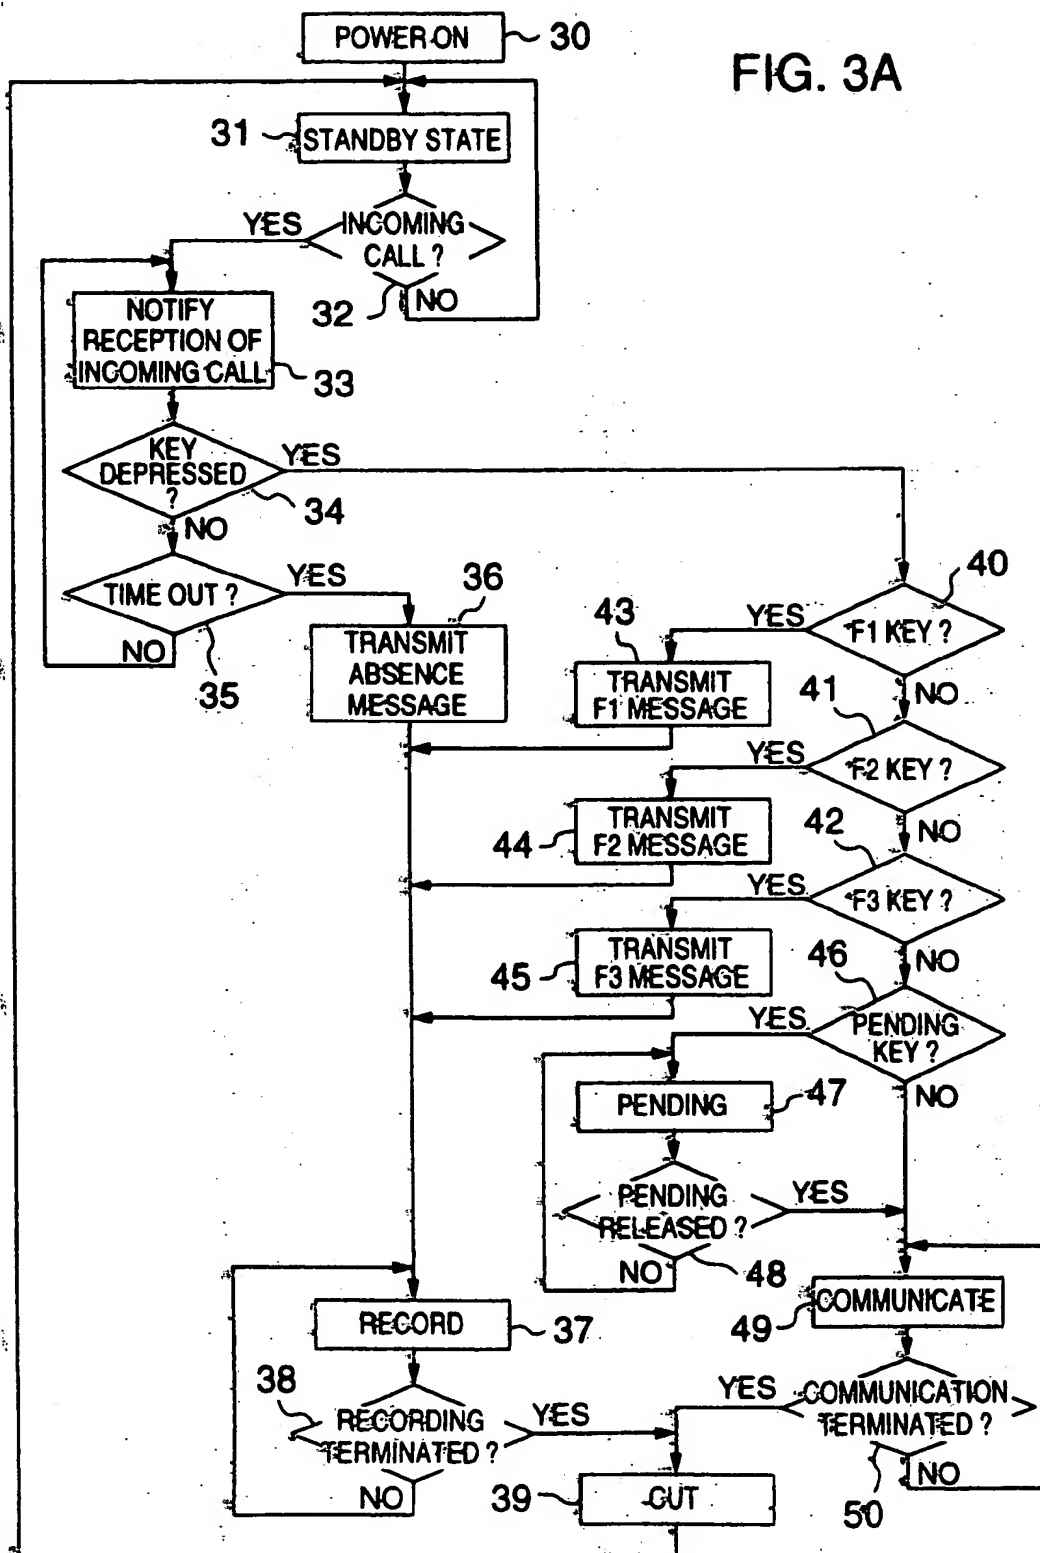 POWER ON
30
FIG. 3A
31
STANDBY STATE
YES
INCOMING
CALL ?
32
NO
NOTIFY
RECEPTION OF
INCOMING CALL
33
KEY
DEPRESSED
?
YES
34
NO
TIME OUT ?
YES
NO
35
36
TRANSMIT
ABSENCE
MESSAGE
40
YES
F1 KEY ?
NO
43
TRANSMIT
F1 MESSAGE
41
YES
F2 KEY ?
NO
44
TRANSMIT
F2 MESSAGE
42
YES
F3 KEY ?
NO
45
TRANSMIT
F3 MESSAGE
46
YES
PENDING
KEY ?
NO
PENDING
47
PENDING
RELEASED ?
YES
NO
48
49
COMMUNICATE
RECORD
37
38
RECORDING
TERMINATED ?
YES
NO
YES
COMMUNICATION
TERMINATED ?
NO
50
39
CUT